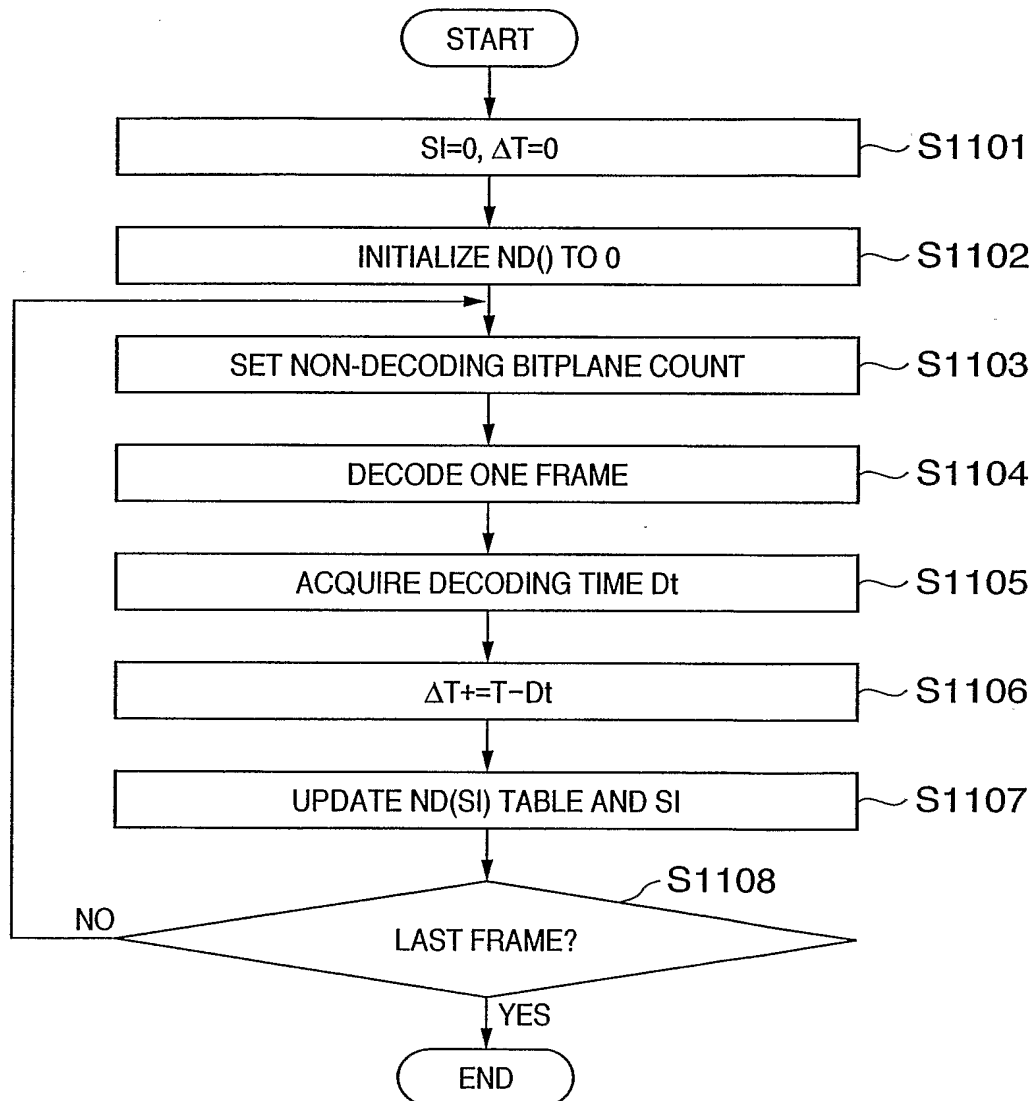 START
SI=0, ΔT=0
S1101
INITIALIZE ND() TO 0
S1102
SET NON-DECODING BITPLANE COUNT
S1103
DECODE ONE FRAME
S1104
ACQUIRE DECODING TIME Dt
S1105
ΔT+=T−Dt
S1106
UPDATE ND(SI) TABLE AND SI
S1107
S1108
NO
LAST FRAME?
YES
END